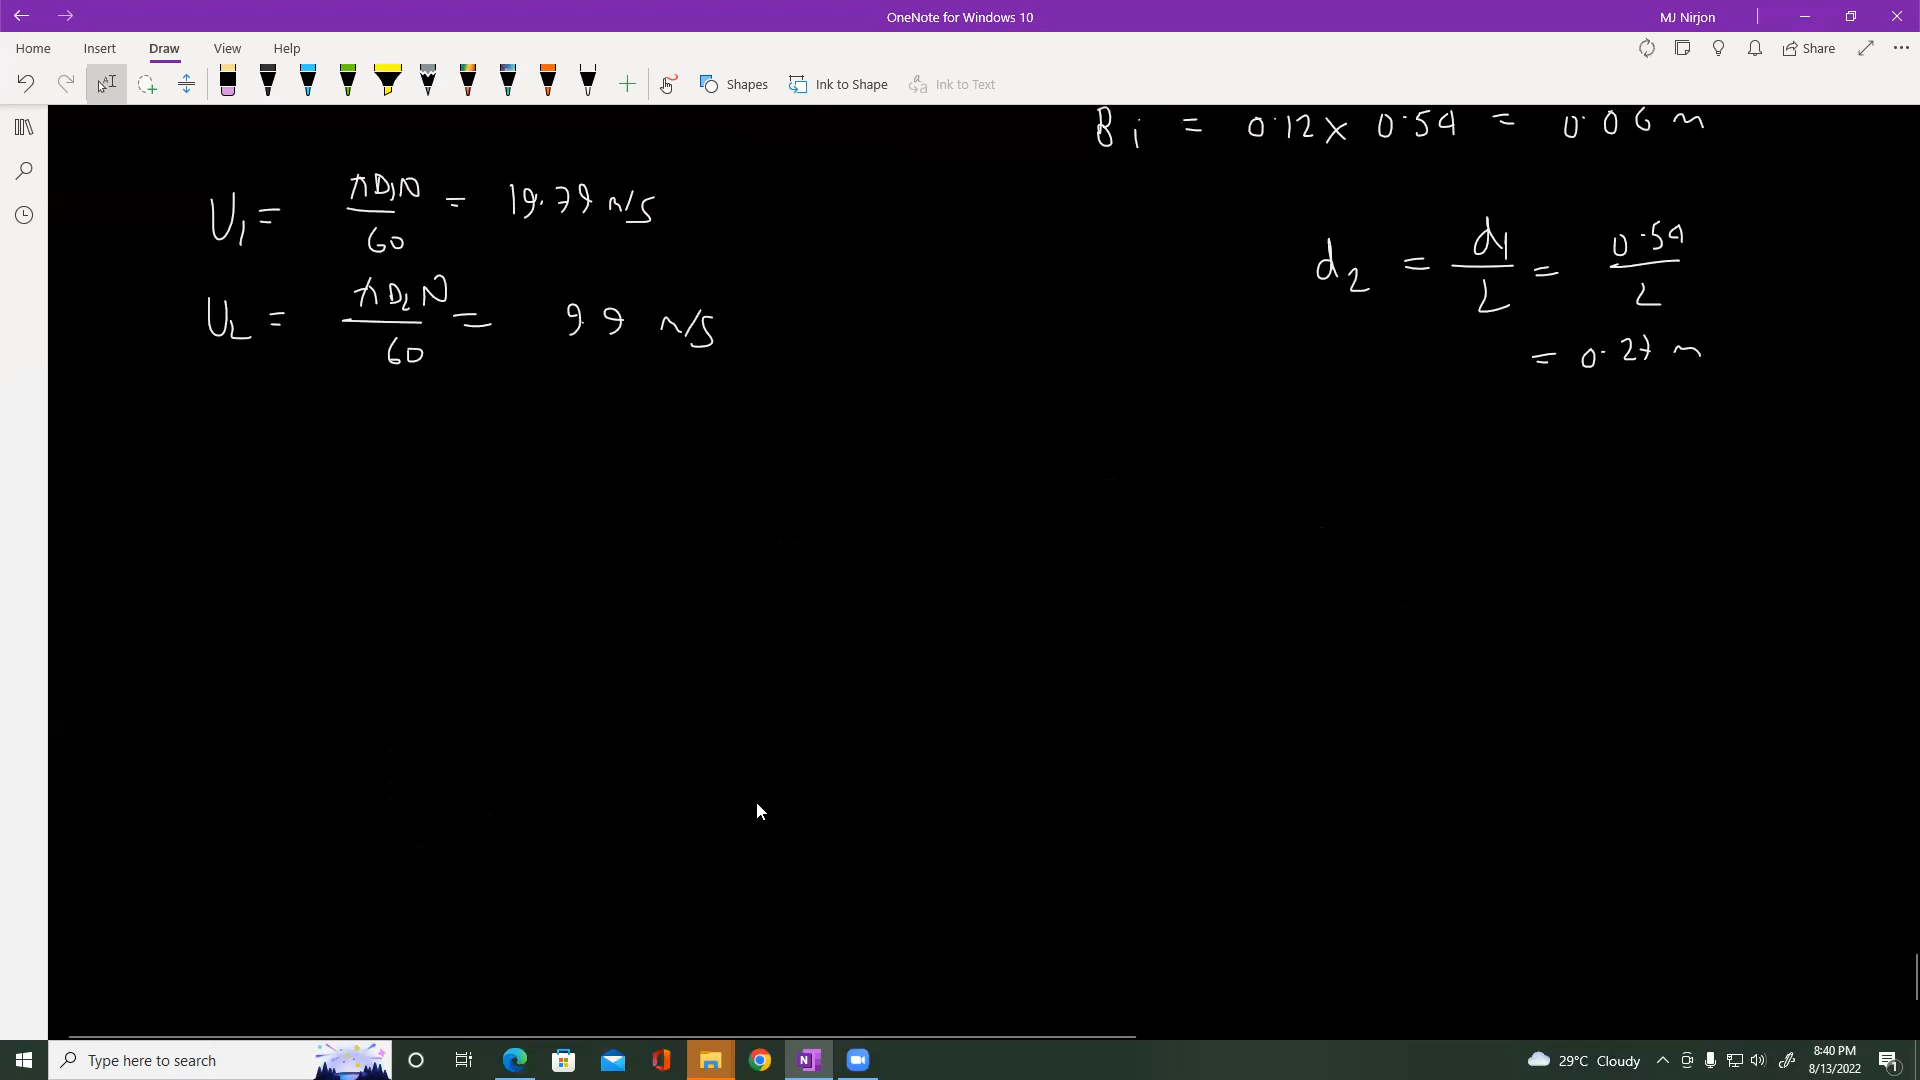 OneNote for Windows 10
MJ Nirjon
Home Insert Draw View Help
Share
Shapes Ink to Shape Ink to Text
B i = 0.12 x 0.54 = 0.06 m
U1 = πD1N / 60 = 19.79 m/s
d2 = d1 / 2 = 0.54 / 2
U2 = πD2N / 60 = 9.9 m/s
= 0.27 m
Type here to search
29°C Cloudy
8:40 PM
8/13/2022
1